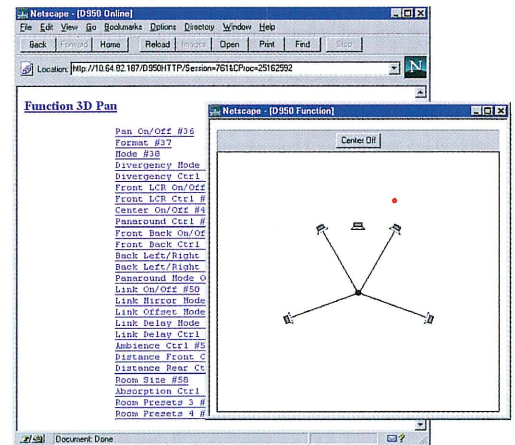 Netscape - [D950 Online]
File Edit View Go Bookmarks Options Directory Window Help
Back Forward Home Reload Images Open Print Find Stop
Location: http://10.64.02.187/D950HTTP/Session=761&CProc=25162592
N
Function 3D Pan
Pan On/Off #36
Format #37
Mode #38
Divergency Mode
Divergency Ctrl
Front LCR On/Off
Front LCR Ctrl #
Center On/Off #4
Panaround Ctrl #
Front Back On/Of
Front Back Ctrl
Back Left/Right
Back Left/Right
Panaround Mode O
Link On/Off #50
Link Mirror Mode
Link Offset Mode
Link Delay Mode
Link Delay Ctrl
Ambience Ctrl #5
Distance Front C
Distance Rear Ct
Room Size #58
Absorption Ctrl
Room Presets 3 #
Room Presets 4 #
Document: Done
Netscape - [D950 Function]
Center Off